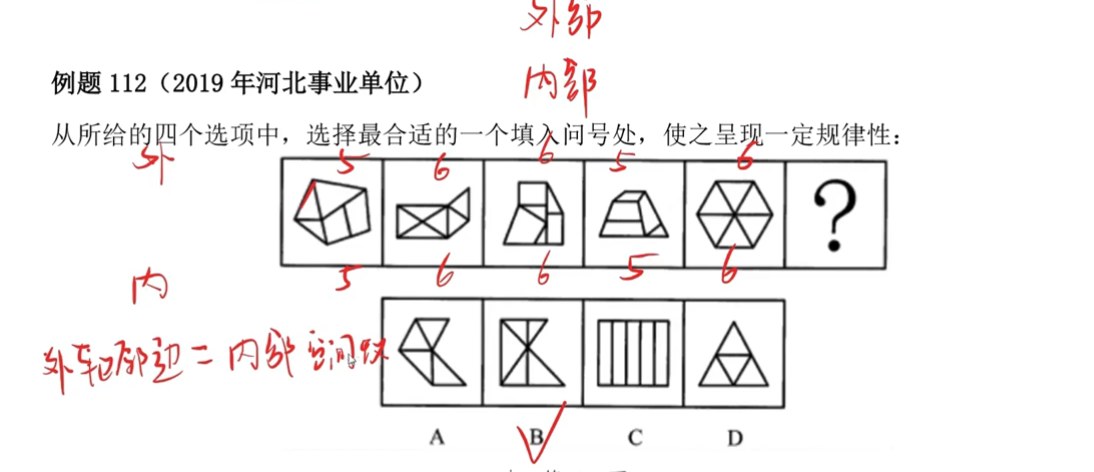 外部
内部
例题 112（2019 年河北事业单位）
从所给的四个选项中，选择最合适的一个填入问号处，使之呈现一定规律性：
外
5 6 6 5 6
?
5 6 6 5 6
内
外轮廓边 = 内部空间数
A B C D